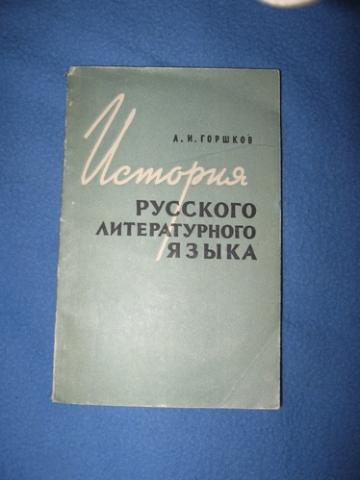 А. И. ГОРШКОВ
История
РУССКОГО
ЛИТЕРАТУРНОГО
ЯЗЫКА